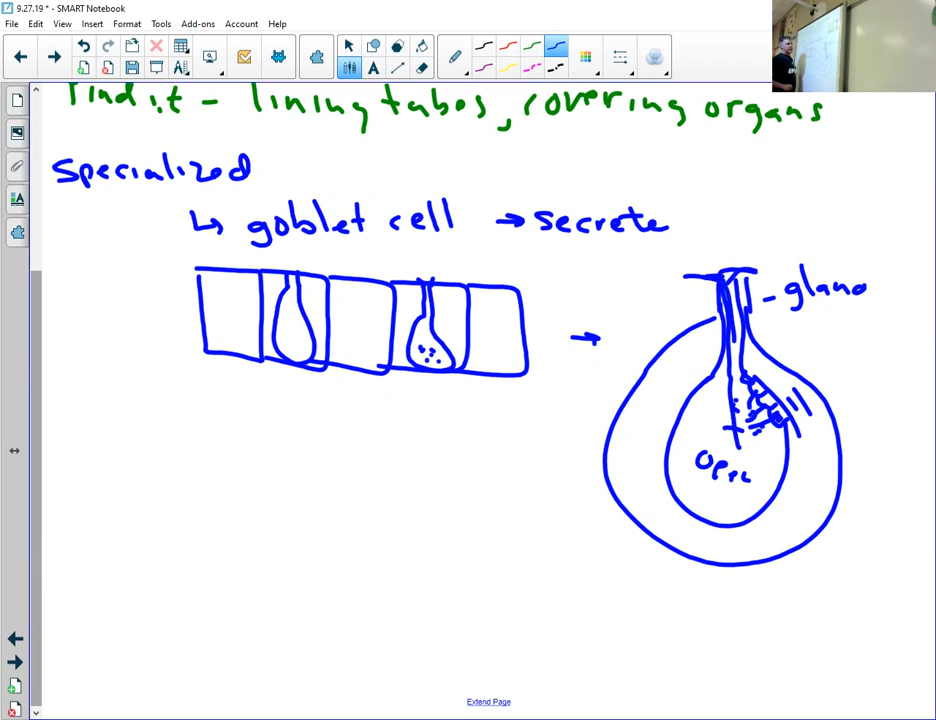 9.27.19 * - SMART Notebook
File Edit View Insert Format Tools Add-ons Account Help
Find it - lining tubes, covering organs
Specialized
↳ goblet cell → secrete
→
- gland
Open
Extend Page